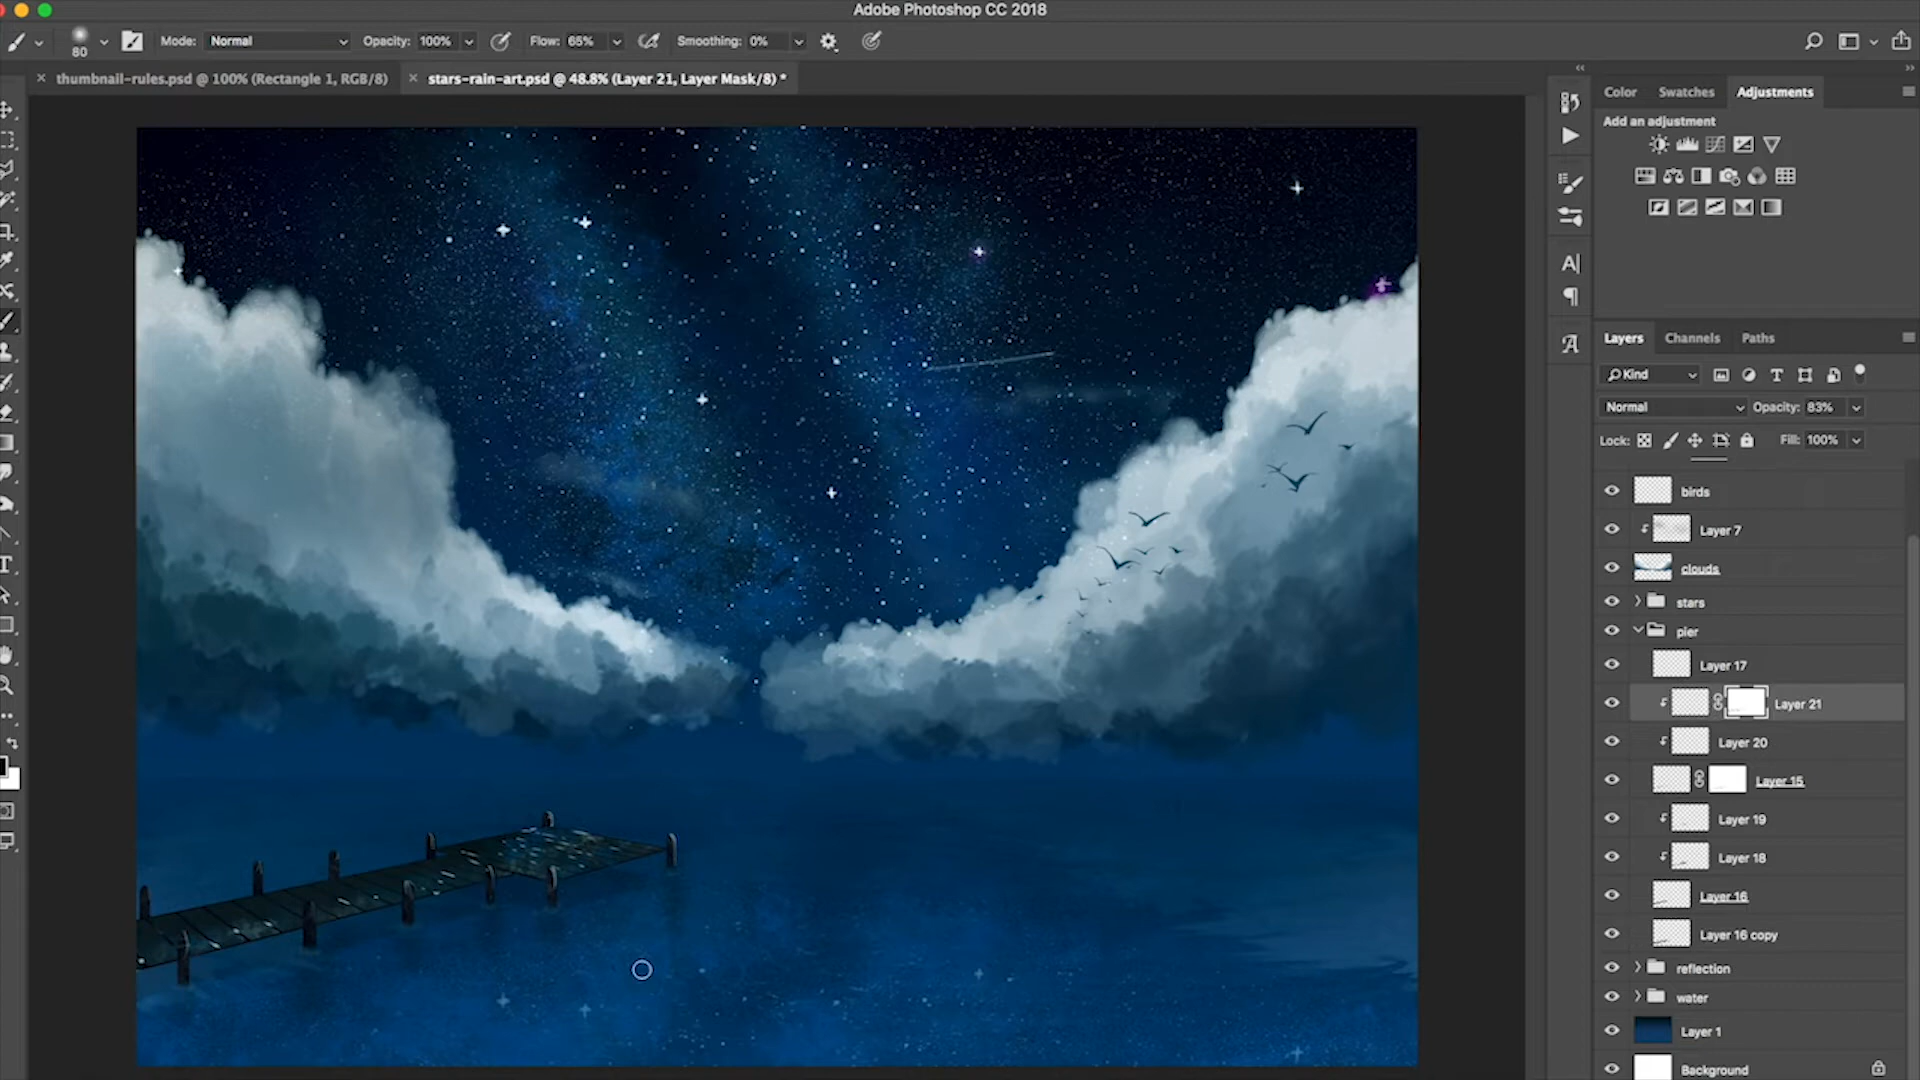 Adobe Photoshop CC 2018
80 Mode: Normal Opacity: 100% Flow: 65% Smoothing: 0%
thumbnail-rules.psd @ 100% (Rectangle 1, RGB/8) stars-rain-art.psd @ 48.8% (Layer 21, Layer Mask/8) *
Color Swatches Adjustments
Add an adjustment
Layers Channels Paths
Kind
Normal Opacity: 83%
Lock: Fill: 100%
birds
Layer 7
clouds
stars
pier
Layer 17
Layer 21
Layer 20
Layer 15
Layer 19
Layer 18
Layer 16
Layer 16 copy
reflection
water
Layer 1
Background